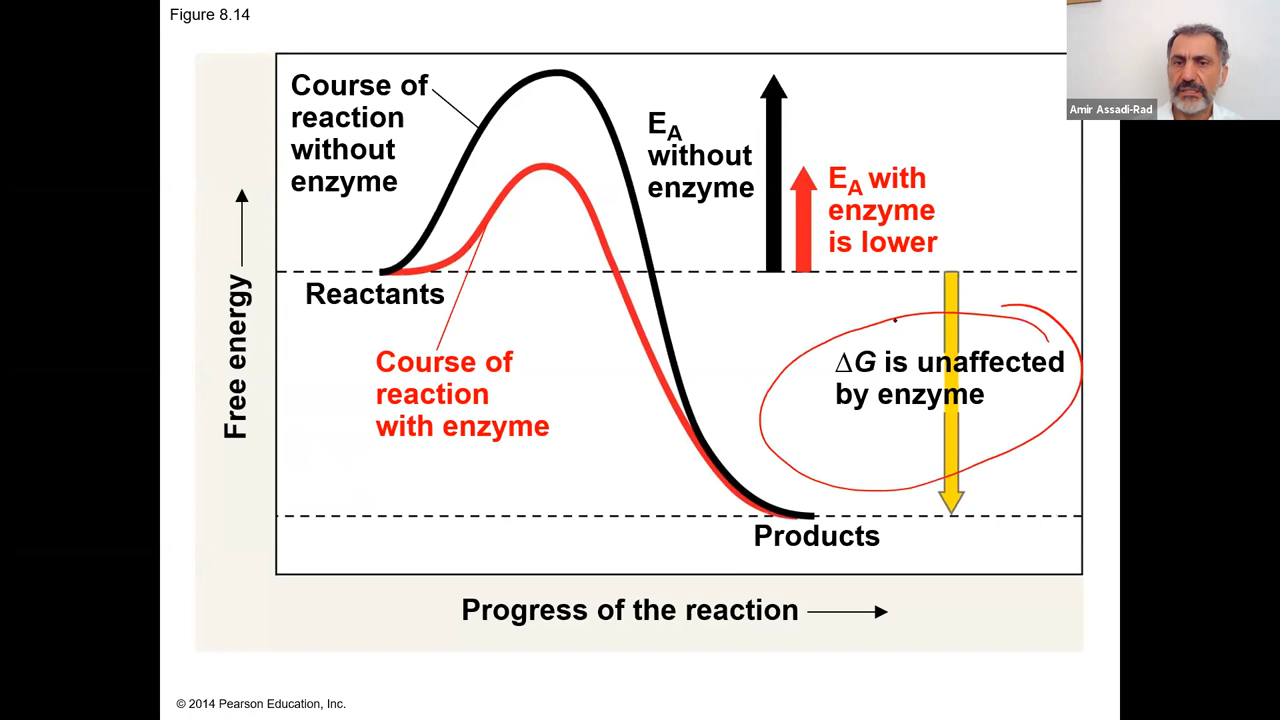 Figure 8.14
Amir Assadi-Rad
Course of
reaction
without
enzyme
E_A
without
enzyme
E_A with
enzyme
is lower
Reactants
Free energy
Course of
reaction
with enzyme
ΔG is unaffected
by enzyme
Products
Progress of the reaction
© 2014 Pearson Education, Inc.